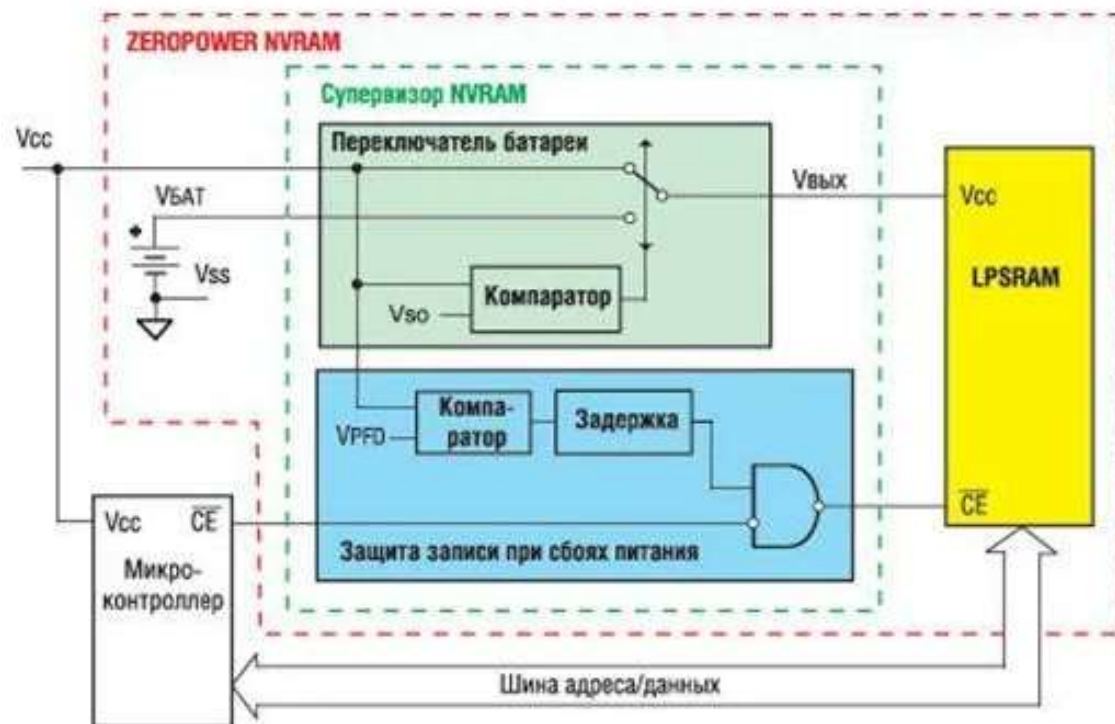 ZEROPOWER NVRAM
Супервизор NVRAM
Переключатель батареи
Vcc
VБАТ
Vss
Vвых
Vcc
LPSRAM
Компаратор
Vso
Компа-
ратор
Задержка
VPFD
Vcc
CE
CE
Защита записи при сбоях питания
Микро-
контроллер
Шина адреса/данных